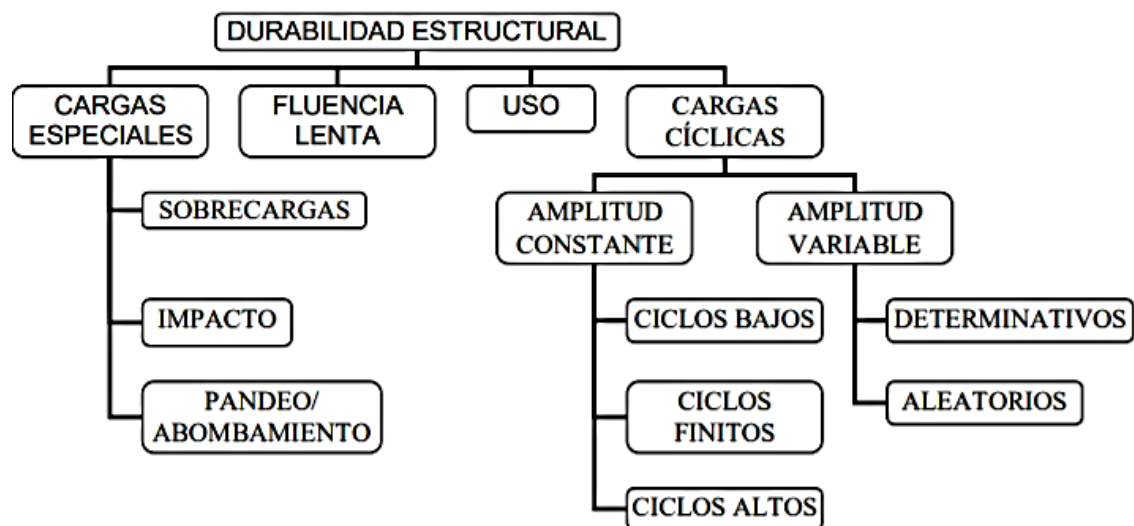 DURABILIDAD ESTRUCTURAL
CARGAS
ESPECIALES
FLUENCIA
LENTA
USO
CARGAS
CÍCLICAS
SOBRECARGAS
IMPACTO
PANDEO/
ABOMBAMIENTO
AMPLITUD
CONSTANTE
AMPLITUD
VARIABLE
CICLOS BAJOS
CICLOS
FINITOS
CICLOS ALTOS
DETERMINATIVOS
ALEATORIOS